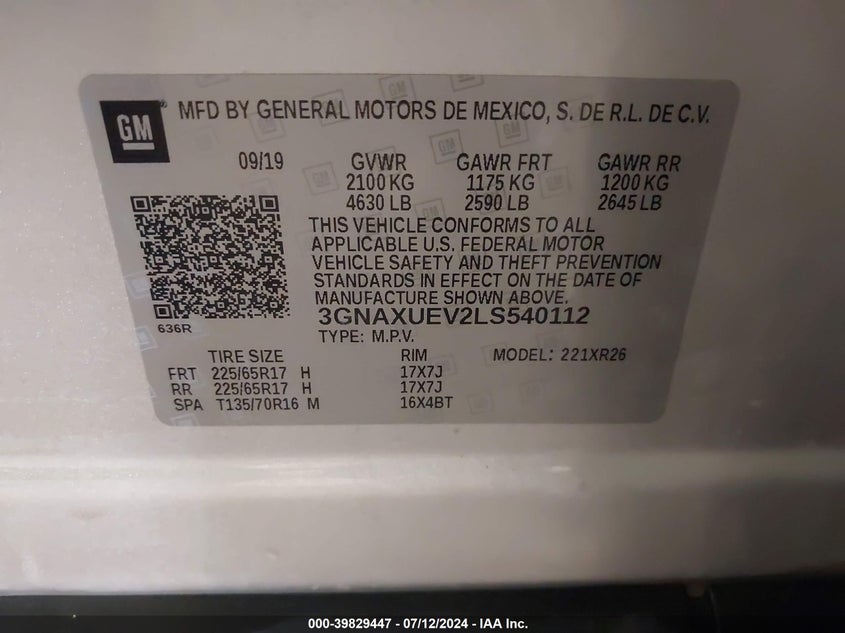 GM ® MFD BY GENERAL MOTORS DE MEXICO, S. DE R.L. DE C.V.
09/19 GVWR GAWR FRT GAWR RR
2100 KG 1175 KG 1200 KG
4630 LB 2590 LB 2645 LB
THIS VEHICLE CONFORMS TO ALL
APPLICABLE U.S. FEDERAL MOTOR
VEHICLE SAFETY AND THEFT PREVENTION
STANDARDS IN EFFECT ON THE DATE OF
MANUFACTURE SHOWN ABOVE.
636R
3GNAXUEV2LS540112
TYPE: M.P.V.
TIRE SIZE RIM MODEL: 221XR26
FRT 225/65R17 H 17X7J
RR 225/65R17 H 17X7J
SPA T135/70R16 M 16X4BT
000-39829447 - 07/12/2024 - IAA Inc.